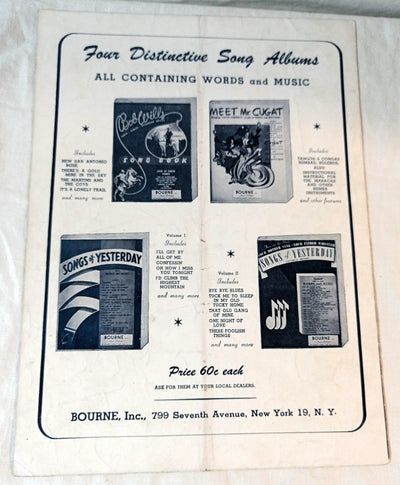 Four Distinctive Song Albums
ALL CONTAINING WORDS and MUSIC
Bob Wills
SONG BOOK
BOURNE
MEET Mr. CUGAT
BOURNE
Includes
NEW SAN ANTONIO
ROSE
THERE'S A GOLD
MINE IN THE SKY
THE MARTINS AND
THE COYS
IT'S A LONELY TRAIL
and many more
Includes
TANGOS & CONGAS
RUMBAS, BOLEROS,
ALSO
INSTRUCTIONAL
MATERIAL FOR
THE MARACAS
AND OTHER
RUMBA
INSTRUMENTS
and other features
SONGS of YESTERDAY
BOURNE
Volume I
Includes
I'LL GET BY
ALL OF ME
CONFESSIN'
OH HOW I MISS
YOU TONIGHT
I'D CLIMB THE
HIGHEST
MOUNTAIN
and many more
Volume II
Includes
BYE BYE BLUES
TUCK ME TO SLEEP
IN MY OLD
'TUCKY HOME
THAT OLD GANG
OF MINE
ONE NIGHT OF
LOVE
THESE FOOLISH
THINGS
and many more
SONGS of YESTERDAY
BOURNE
Price 60c each
ASK FOR THEM AT YOUR LOCAL DEALERS.
BOURNE, Inc., 799 Seventh Avenue, New York 19, N. Y.